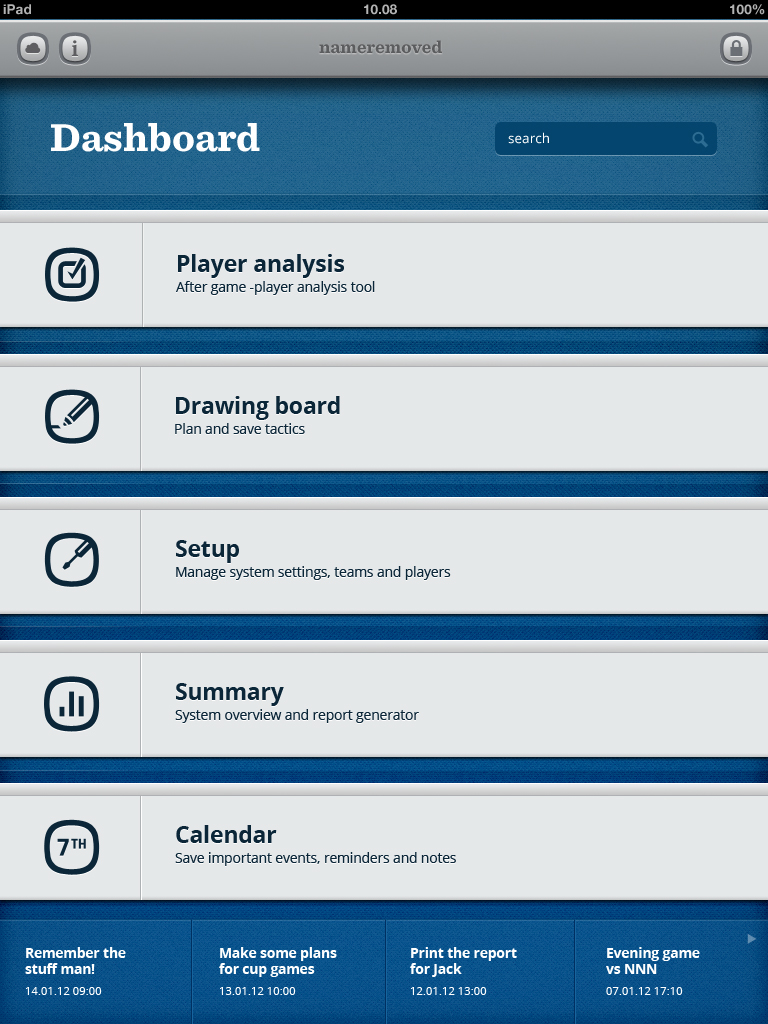 iPad 10.08 100%
nameremoved
Dashboard
search
Player analysis
After game -player analysis tool
Drawing board
Plan and save tactics
Setup
Manage system settings, teams and players
Summary
System overview and report generator
7TH
Calendar
Save important events, reminders and notes
Remember the
stuff man!
14.01.12 09:00
Make some plans
for cup games
13.01.12 10:00
Print the report
for Jack
12.01.12 13:00
Evening game
vs NNN
07.01.12 17:10